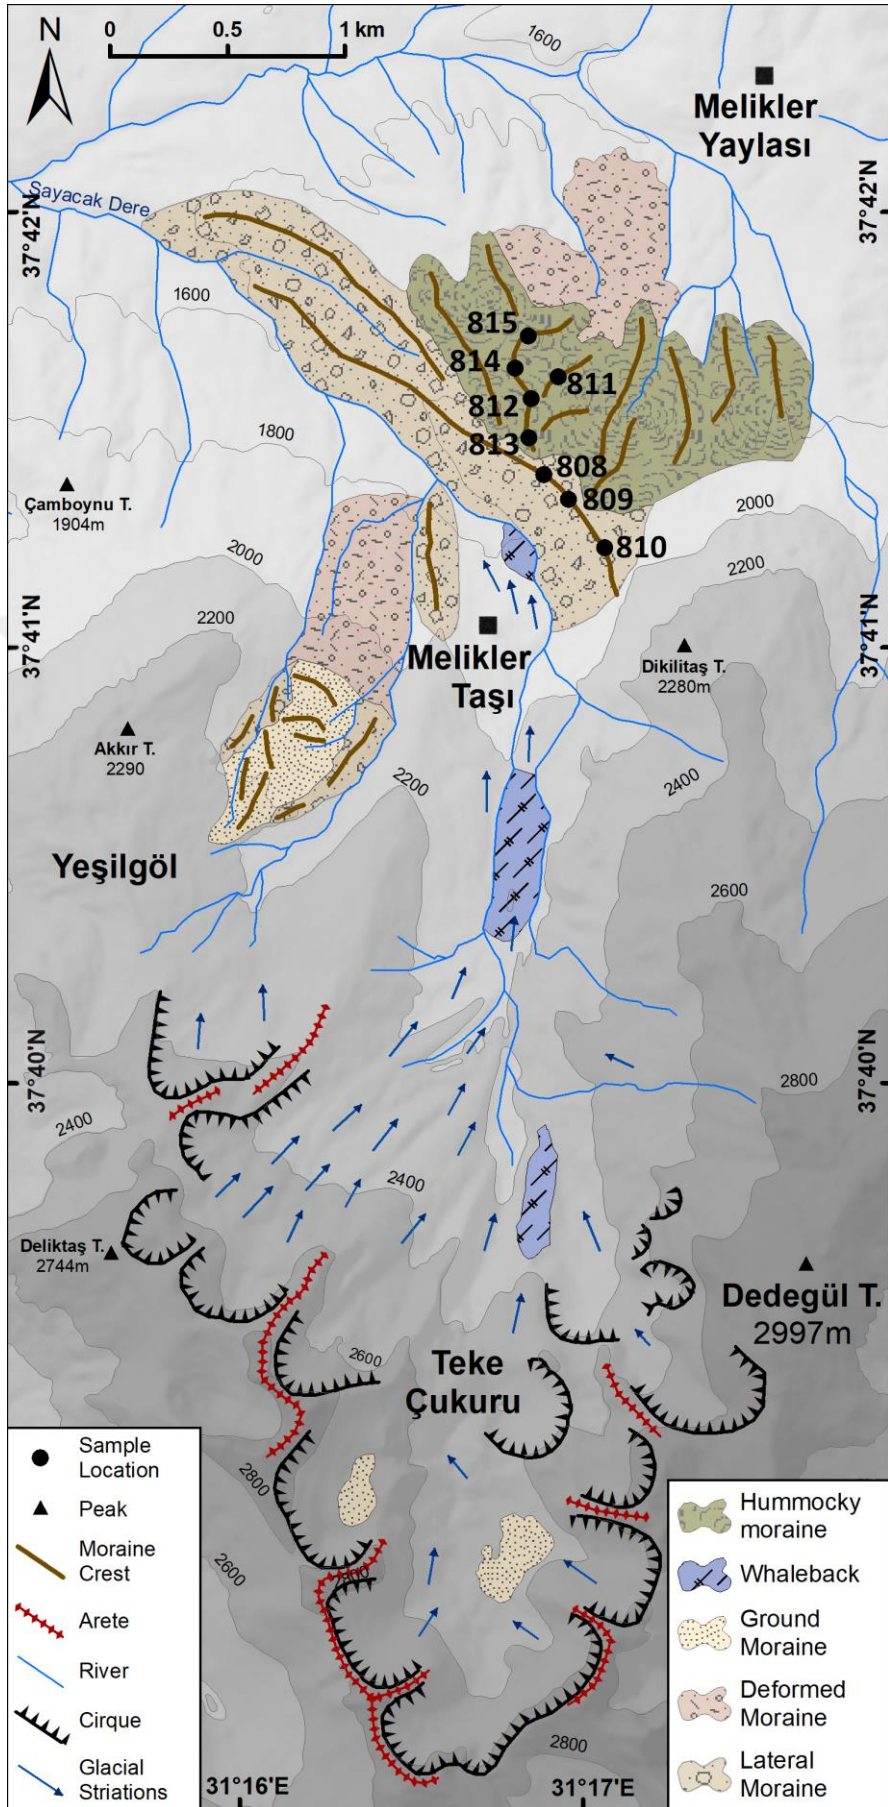 N
0 0.5 1 km
1600
Melikler
Yaylası
37°42'N
37°42'N
Sayacak Dere
1600
815
814
811
812
813
808
809
810
1800
Çamboynu T.
1904m
2000
2000
2200
2200
37°41'N
37°41'N
Melikler
Taşı
Dikilitaş T.
2280m
Akkır T.
2290
2200
2400
Yeşilgöl
2600
37°40'N
37°40'N
2800
2400
2400
Deliktaş T.
2744m
Dedegül T.
2997m
2600
Teke
Çukuru
2800
2600
2800
2800
Sample
Location
Peak
Moraine
Crest
Arete
River
Cirque
Glacial
Striations
Hummocky
moraine
Whaleback
Ground
Moraine
Deformed
Moraine
Lateral
Moraine
31°16'E
31°17'E